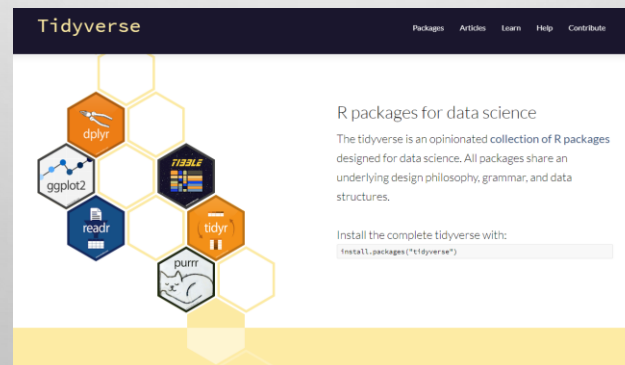 Tidyverse
Packages Articles Learn Help Contribute
dplyr
ggplot2
TIBBLE
readr
tidyr
purrr
R packages for data science
The tidyverse is an opinionated collection of R packages
designed for data science. All packages share an
underlying design philosophy, grammar, and data
structures.
Install the complete tidyverse with:
install.packages("tidyverse")